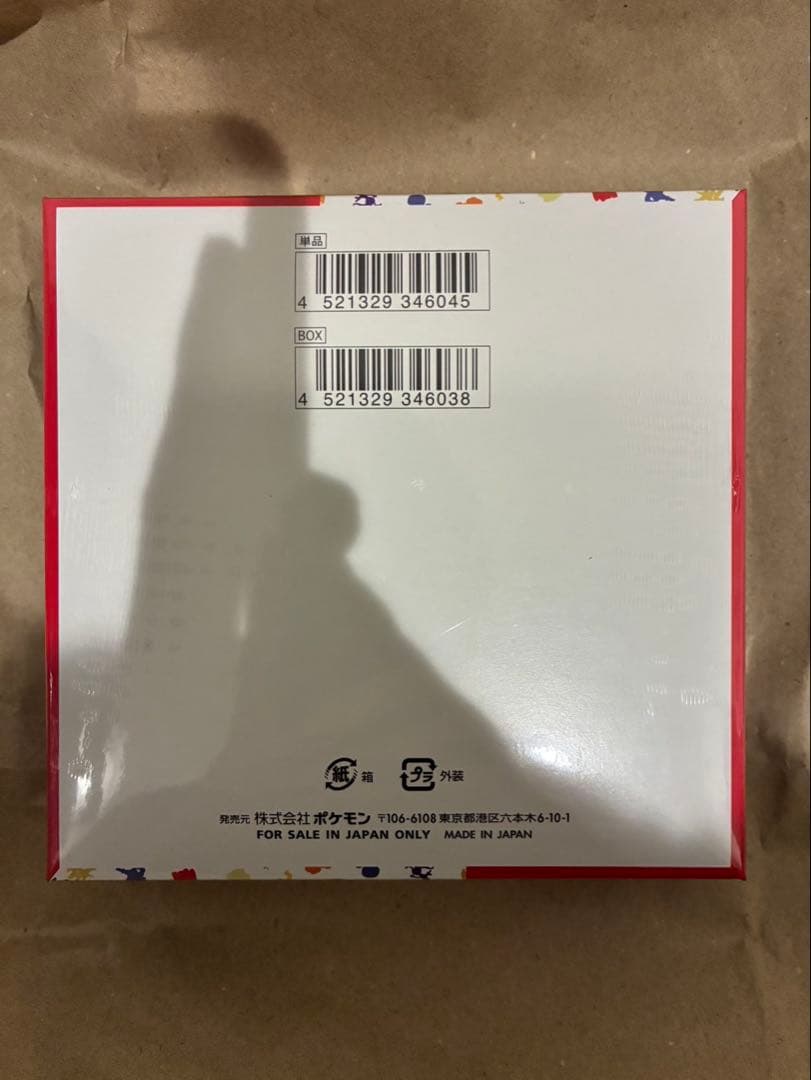 単品
4 521329 346045
BOX
4 521329 346038
紙 箱 プラ 外装
発売元 株式会社ポケモン 〒106-6108 東京都港区六本木6-10-1
FOR SALE IN JAPAN ONLY MADE IN JAPAN